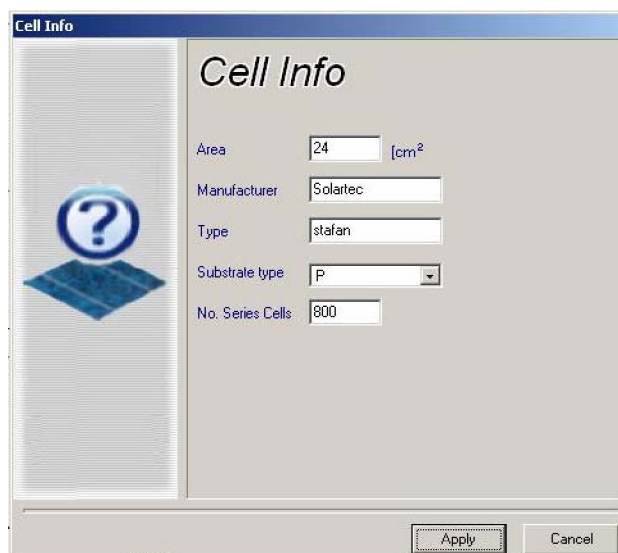 Cell Info
Cell Info
Area 24 [cm²
Manufacturer Solartec
Type stafan
Substrate type P
No. Series Cells 800
Apply Cancel